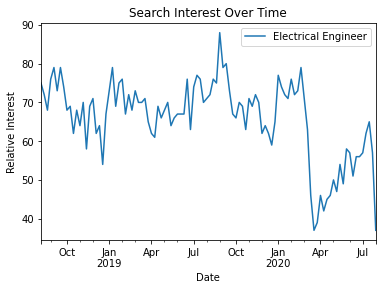 Search Interest Over Time
Electrical Engineer
Relative Interest
90
80
70
60
50
40
Oct
Jan
2019
Apr
Jul
Oct
Jan
2020
Apr
Jul
Date